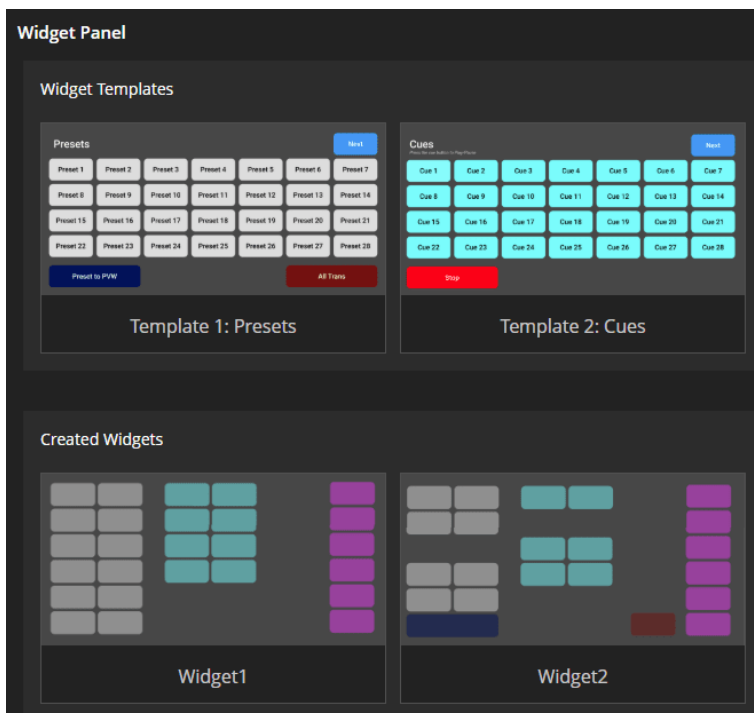 Widget Panel
Widget Templates
Presets
Next
Preset 1 Preset 2 Preset 3 Preset 4 Preset 5 Preset 6 Preset 7
Preset 8 Preset 9 Preset 10 Preset 11 Preset 12 Preset 13 Preset 14
Preset 15 Preset 16 Preset 17 Preset 18 Preset 19 Preset 20 Preset 21
Preset 22 Preset 23 Preset 24 Preset 25 Preset 26 Preset 27 Preset 28
Preset to PVW
All Trans
Template 1: Presets
Cues
Next
Cue 1 Cue 2 Cue 3 Cue 4 Cue 5 Cue 6 Cue 7
Cue 8 Cue 9 Cue 10 Cue 11 Cue 12 Cue 13 Cue 14
Cue 15 Cue 16 Cue 17 Cue 18 Cue 19 Cue 20 Cue 21
Cue 22 Cue 23 Cue 24 Cue 25 Cue 26 Cue 27 Cue 28
Stop
Template 2: Cues
Created Widgets
Widget1
Widget2